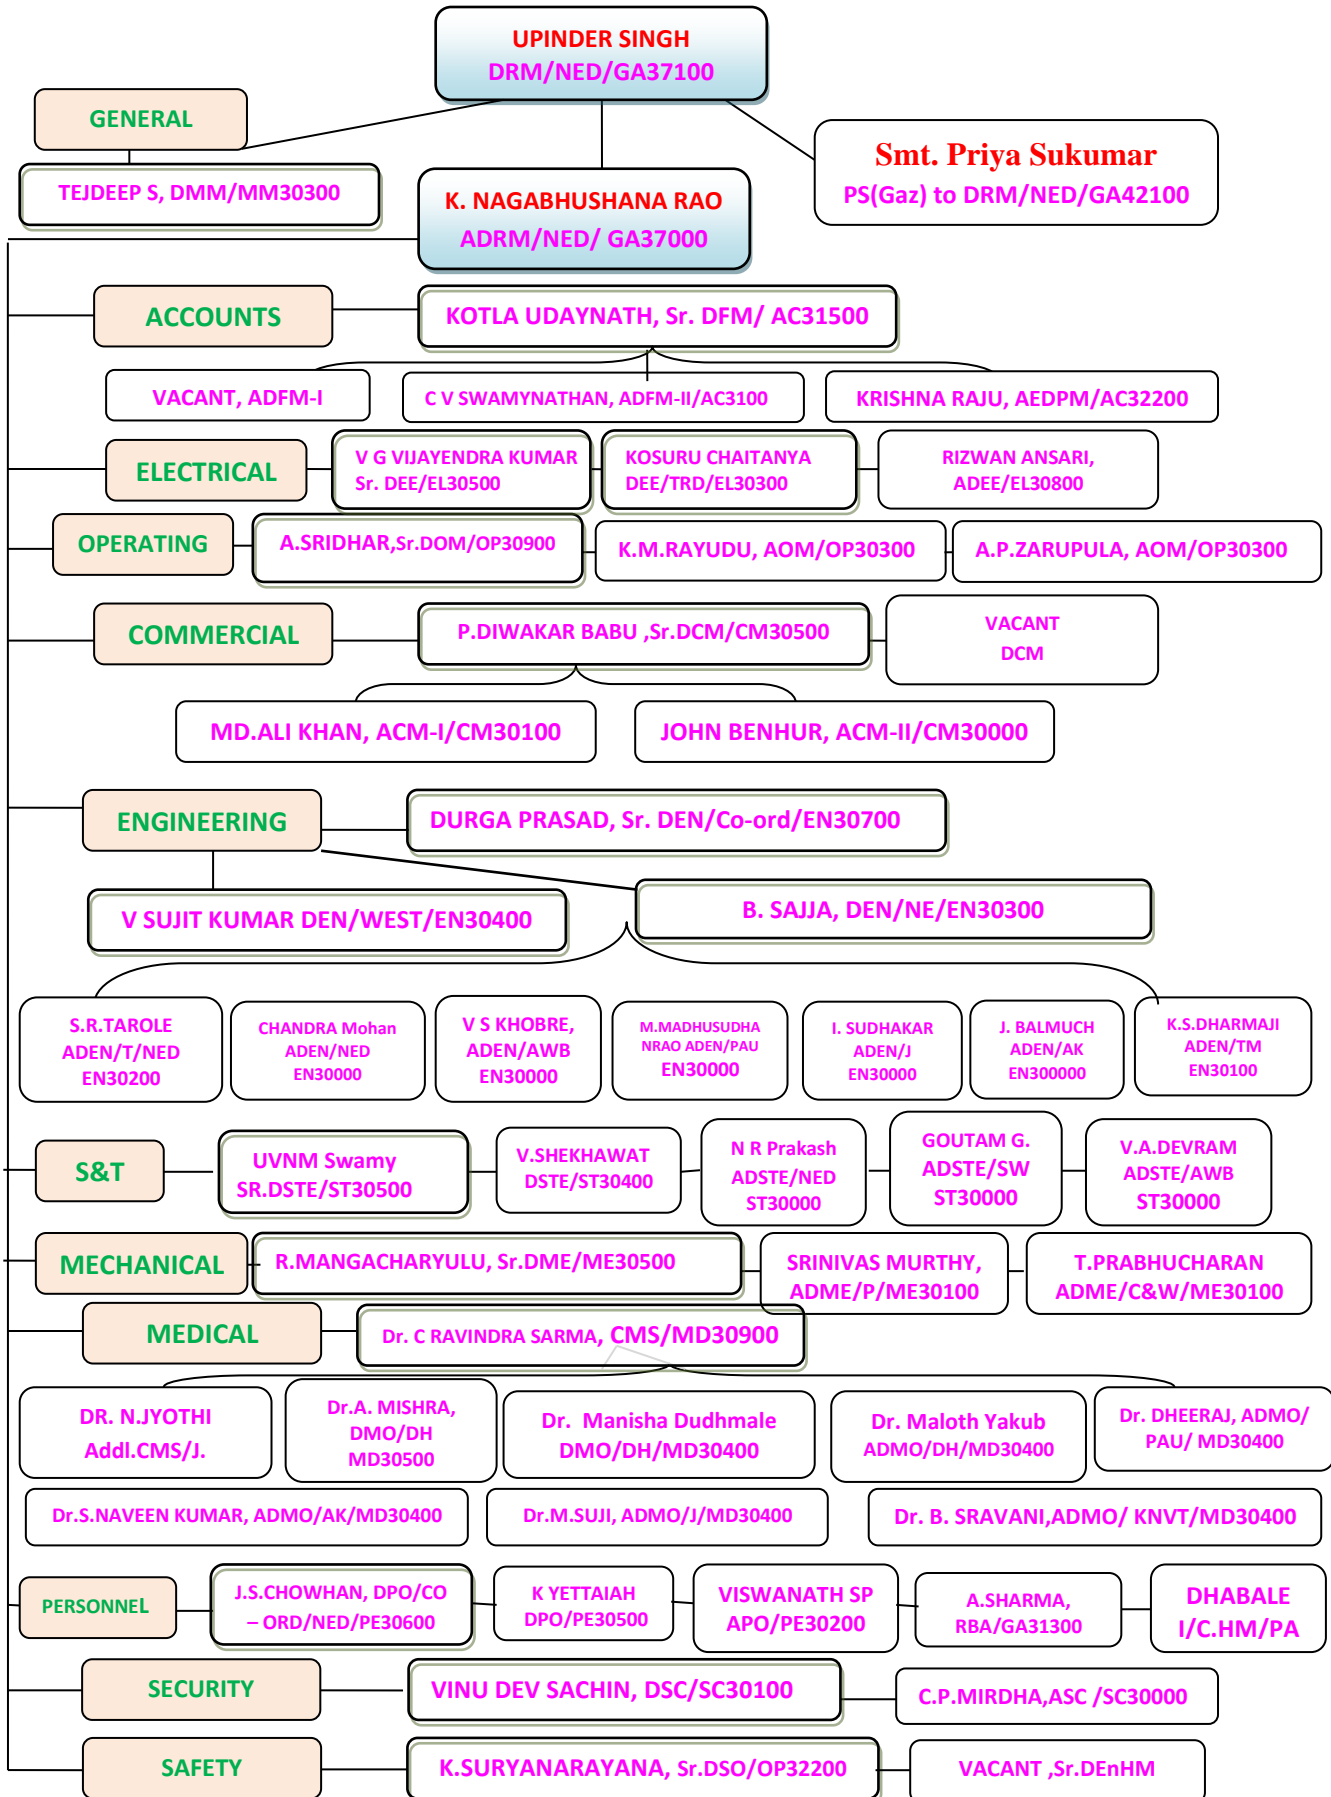 UPINDER SINGH
DRM/NED/GA37100
GENERAL
TEJDEEP S, DMM/MM30300
K. NAGABHUSHANA RAO
ADRM/NED/ GA37000
Smt. Priya Sukumar
PS(Gaz) to DRM/NED/GA42100
ACCOUNTS
KOTLA UDAYNATH, Sr. DFM/ AC31500
VACANT, ADFM-I
C V SWAMYNATHAN, ADFM-II/AC3100
KRISHNA RAJU, AEDPM/AC32200
ELECTRICAL
V G VIJAYENDRA KUMAR
Sr. DEE/EL30500
KOSURU CHAITANYA
DEE/TRD/EL30300
RIZWAN ANSARI,
ADEE/EL30800
OPERATING
A.SRIDHAR,Sr.DOM/OP30900
K.M.RAYUDU, AOM/OP30300
A.P.ZARUPULA, AOM/OP30300
COMMERCIAL
P.DIWAKAR BABU ,Sr.DCM/CM30500
VACANT
DCM
MD.ALI KHAN, ACM-I/CM30100
JOHN BENHUR, ACM-II/CM30000
ENGINEERING
DURGA PRASAD, Sr. DEN/Co-ord/EN30700
V SUJIT KUMAR DEN/WEST/EN30400
B. SAJJA, DEN/NE/EN30300
S.R.TAROLE
ADEN/T/NED
EN30200
CHANDRA Mohan
ADEN/NED
EN30000
V S KHOBRE,
ADEN/AWB
EN30000
M.MADHUSUDHA
NRAO ADEN/PAU
EN30000
I. SUDHAKAR
ADEN/J
EN30000
J. BALMUCH
ADEN/AK
EN300000
K.S.DHARMAJI
ADEN/TM
EN30100
S&T
UVNM Swamy
SR.DSTE/ST30500
V.SHEKHAWAT
DSTE/ST30400
N R Prakash
ADSTE/NED
ST30000
GOUTAM G.
ADSTE/SW
ST30000
V.A.DEVRAM
ADSTE/AWB
ST30000
MECHANICAL
R.MANGACHARYULU, Sr.DME/ME30500
SRINIVAS MURTHY,
ADME/P/ME30100
T.PRABHUCHARAN
ADME/C&W/ME30100
MEDICAL
Dr. C RAVINDRA SARMA, CMS/MD30900
DR. N.JYOTHI
Addl.CMS/J.
Dr.A. MISHRA,
DMO/DH
MD30500
Dr. Manisha Dudhmale
DMO/DH/MD30400
Dr. Maloth Yakub
ADMO/DH/MD30400
Dr. DHEERAJ, ADMO/
PAU/ MD30400
Dr.S.NAVEEN KUMAR, ADMO/AK/MD30400
Dr.M.SUJI, ADMO/J/MD30400
Dr. B. SRAVANI,ADMO/ KNVT/MD30400
PERSONNEL
J.S.CHOWHAN, DPO/CO
– ORD/NED/PE30600
K YETTAIAH
DPO/PE30500
VISWANATH SP
APO/PE30200
A.SHARMA,
RBA/GA31300
DHABALE
I/C.HM/PA
SECURITY
VINU DEV SACHIN, DSC/SC30100
C.P.MIRDHA,ASC /SC30000
SAFETY
K.SURYANARAYANA, Sr.DSO/OP32200
VACANT ,Sr.DEnHM